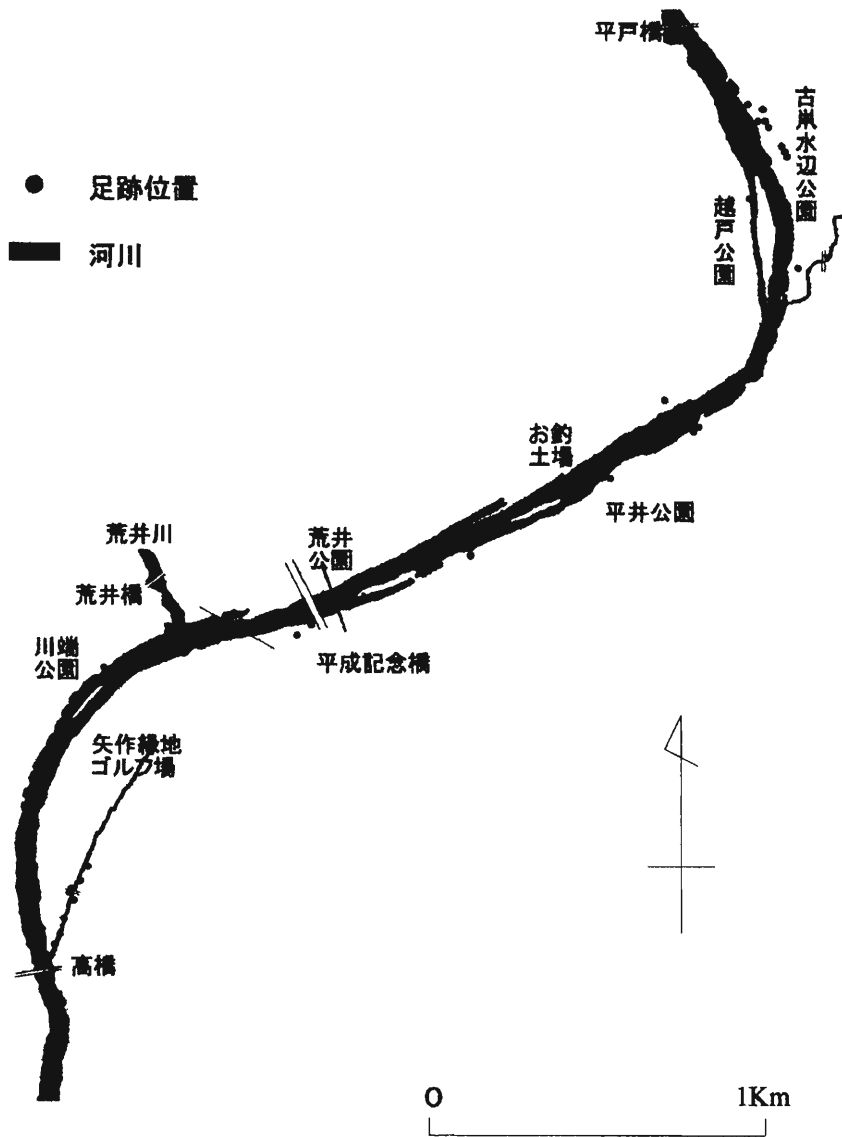 平戸橋
古鼡水辺公園
足跡位置
越戸公園
河川
お釣
土場
平井公園
荒井川
荒井
公園
荒井橋
川端
公園
平成記念橋
矢作緑地
ゴルフ場
高橋
0
1Km